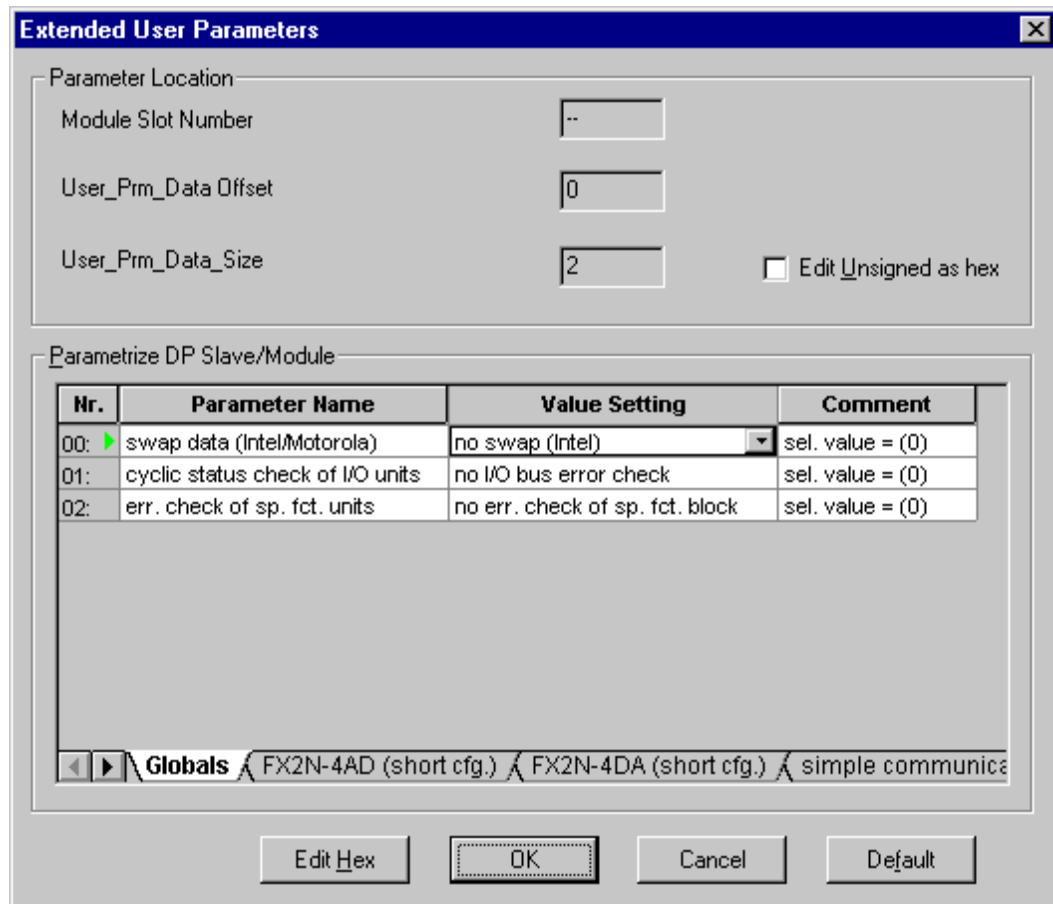 Extended User Parameters
Parameter Location
Module Slot Number --
User_Prm_Data Offset 0
User_Prm_Data_Size 2 Edit Unsigned as hex
Parametrize DP Slave/Module
Nr. Parameter Name Value Setting Comment
00: swap data (Intel/Motorola) no swap (Intel) sel. value = (0)
01: cyclic status check of I/O units no I/O bus error check sel. value = (0)
02: err. check of sp. fct. units no err. check of sp. fct. block sel. value = (0)
Globals FX2N-4AD (short cfg.) FX2N-4DA (short cfg.) simple communica
Edit Hex OK Cancel Default